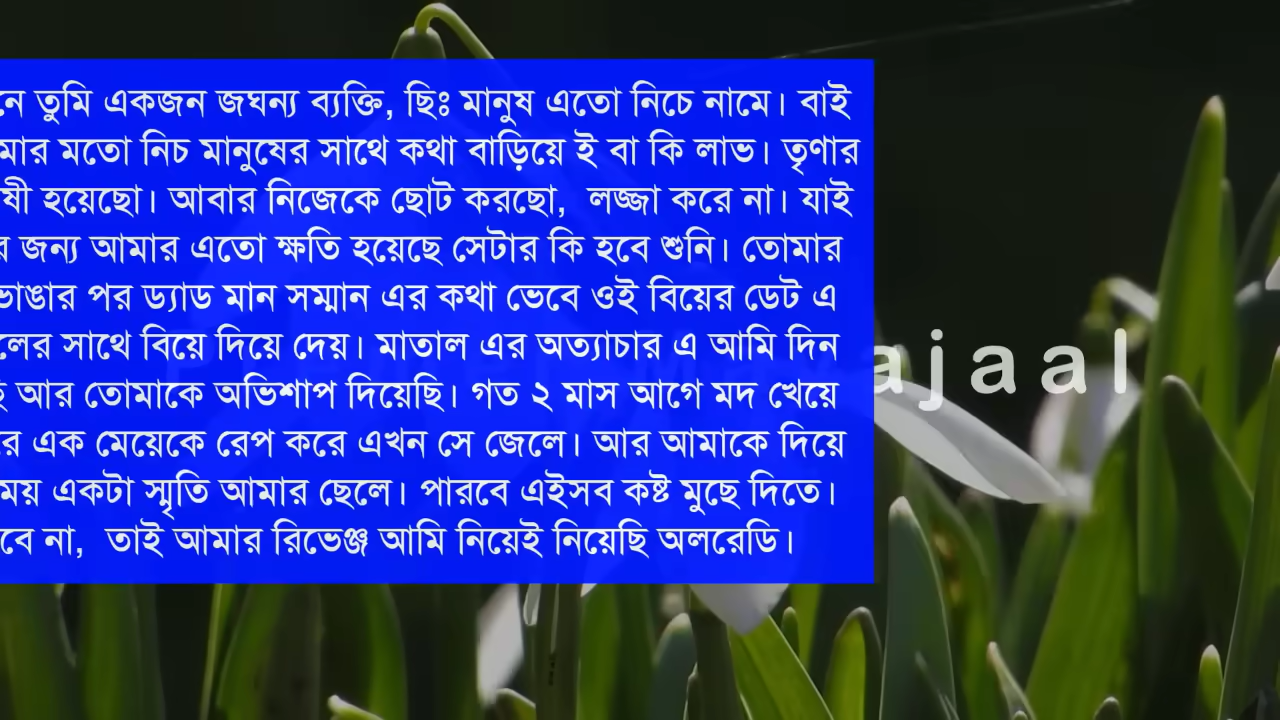 তুমি একজন জঘন্য ব্যক্তি, ছিঃ মানুষ এতো নিচে নামে। বাই
মতো নিচ মানুষের সাথে কথা বাড়িয়ে ই বা কি লাভ। তৃণার
হয়েছো। আবার নিজেকে ছোট করছো, লজ্জা করে না। যাই
জন্য আমার এতো ক্ষতি হয়েছে সেটার কি হবে শুনি। তোমার
ভাঙার পর ড্যাড মান সম্মান এর কথা ভেবে ওই বিয়ের ডেট এ
সাথে বিয়ে দিয়ে দেয়। মাতাল এর অত্যাচার এ আমি দিন
আর তোমাকে অভিশাপ দিয়েছি। গত ২ মাস আগে মদ খেয়ে
এক মেয়েকে রেপ করে এখন সে জেলে। আর আমাকে দিয়ে
একটা স্মৃতি আমার ছেলে। পারবে এইসব কষ্ট মুছে দিতে।
না, তাই আমার রিভেঞ্জ আমি নিয়েই নিয়েছি অলরেডি।
ajaal